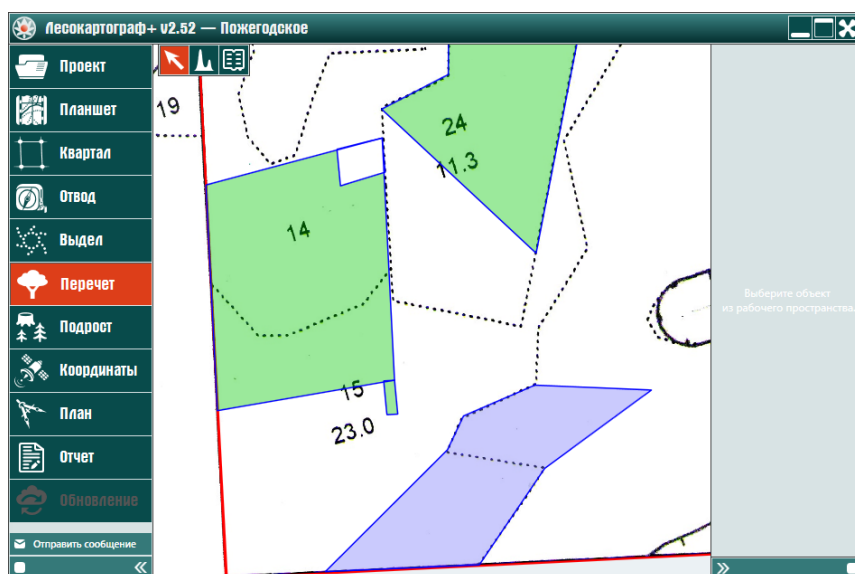 Лесокартограф+ v2.52 — Пожегодское
Проект
Планшет
Квартал
Отвод
Выдел
Перечет
Подрост
Координаты
План
Отчет
Обновление
Отправить сообщение
19
24
11.3
14
15
23.0
Выберите объект
из рабочего пространства.